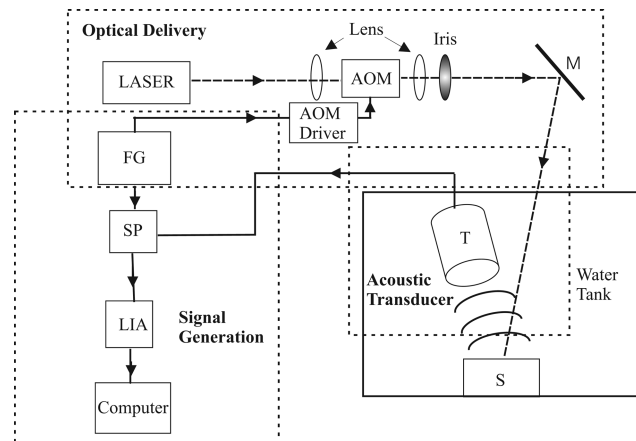 Optical Delivery
Lens
Iris
LASER
AOM
M
AOM
Driver
FG
SP
T
Acoustic
Transducer
Water
Tank
LIA
Signal
Generation
S
Computer